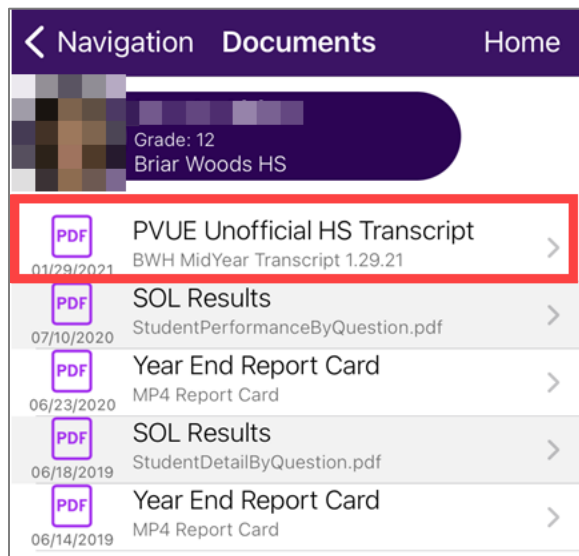 Navigation Documents Home
Grade: 12
Briar Woods HS
PDF
01/29/2021
PVUE Unofficial HS Transcript
BWH MidYear Transcript 1.29.21
PDF
07/10/2020
SOL Results
StudentPerformanceByQuestion.pdf
PDF
06/23/2020
Year End Report Card
MP4 Report Card
PDF
06/18/2019
SOL Results
StudentDetailByQuestion.pdf
PDF
06/14/2019
Year End Report Card
MP4 Report Card